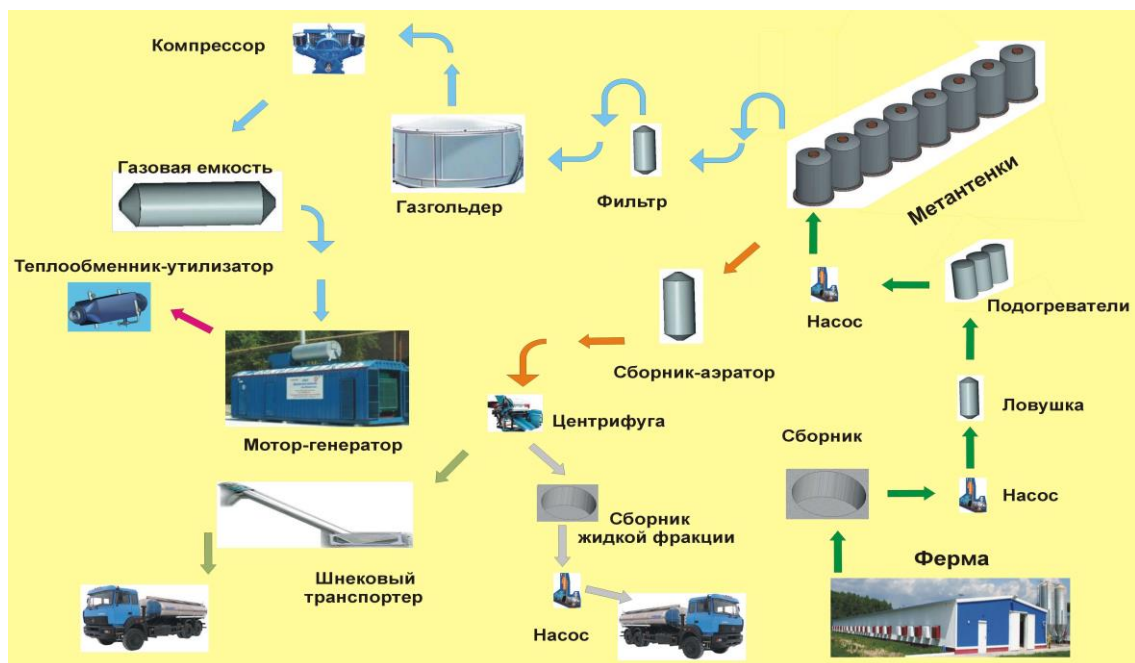 Компрессор
Газовая емкость
Газгольдер
Фильтр
Метантенки
Теплообменник-утилизатор
Насос
Подогреватели
Сборник-аэратор
Ловушка
Центрифуга
Сборник
Мотор-генератор
Насос
Сборник
жидкой фракции
Ферма
Шнековый
транспортер
Насос